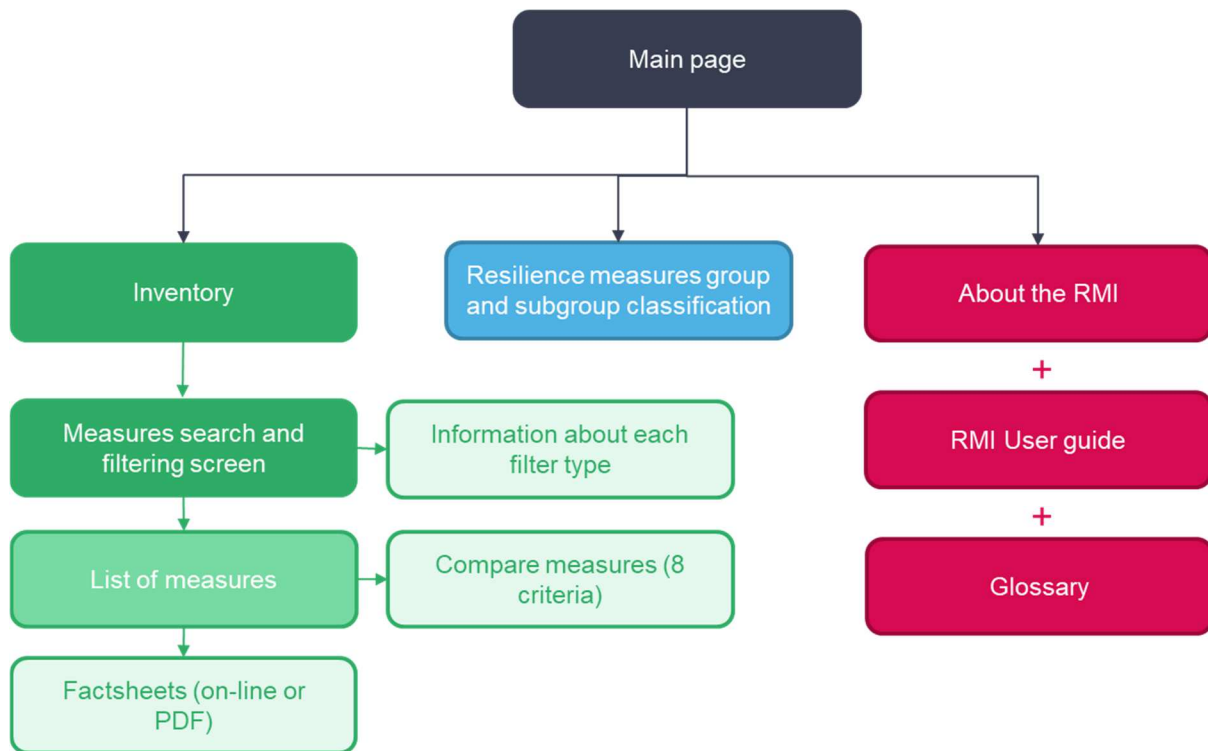 Main page
Inventory
Resilience measures group
and subgroup classification
About the RMI
+
Measures search and
filtering screen
Information about each
filter type
RMI User guide
+
List of measures
Compare measures (8
criteria)
Glossary
Factsheets (on-line or
PDF)